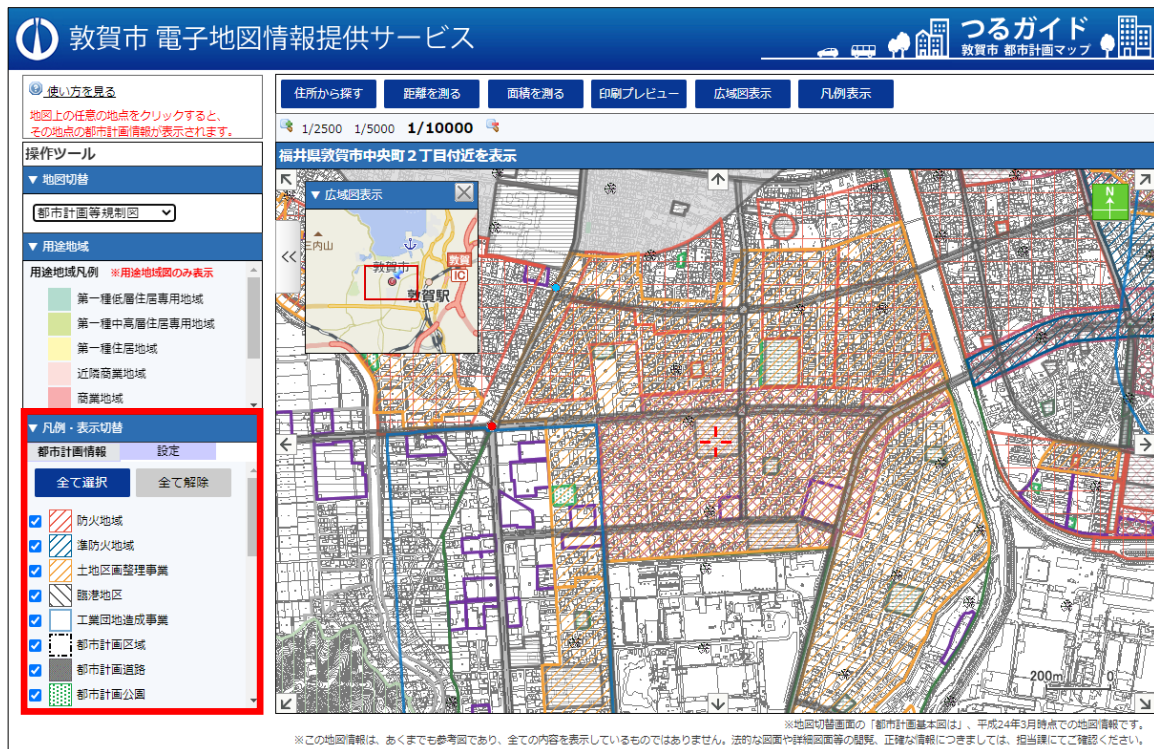 敦賀市 電子地図情報提供サービス
つるガイド
敦賀市 都市計画マップ
使い方を見る
地図上の任意の地点をクリックすると、
その地点の都市計画情報が表示されます。
操作ツール
▼ 地図切替
都市計画等規制図
▼ 用途地域
用途地域凡例 ※用途地域図のみ表示
第一種低層住居専用地域
第一種中高層住居専用地域
第一種住居地域
近隣商業地域
商業地域
▼ 凡例・表示切替
都市計画情報 設定
全て選択 全て解除
防火地域
準防火地域
土地区画整理事業
臨港地区
工業団地造成事業
都市計画区域
都市計画道路
都市計画公園
住所から探す 距離を測る 面積を測る 印刷プレビュー 広域図表示 凡例表示
1/2500 1/5000 1/10000
福井県敦賀市中央町2丁目付近を表示
▼ 広域図表示
三内山
敦賀市
敦賀
IC
敦賀駅
N
200m 0
※地図切替画面の「都市計画基本図は」、平成24年3月時点での地図情報です。
※この地図情報は、あくまでも参考図であり、全ての内容を表示しているものではありません。法的な図面や詳細図面等の閲覧、正確な情報につきましては、担当課にてご確認ください。